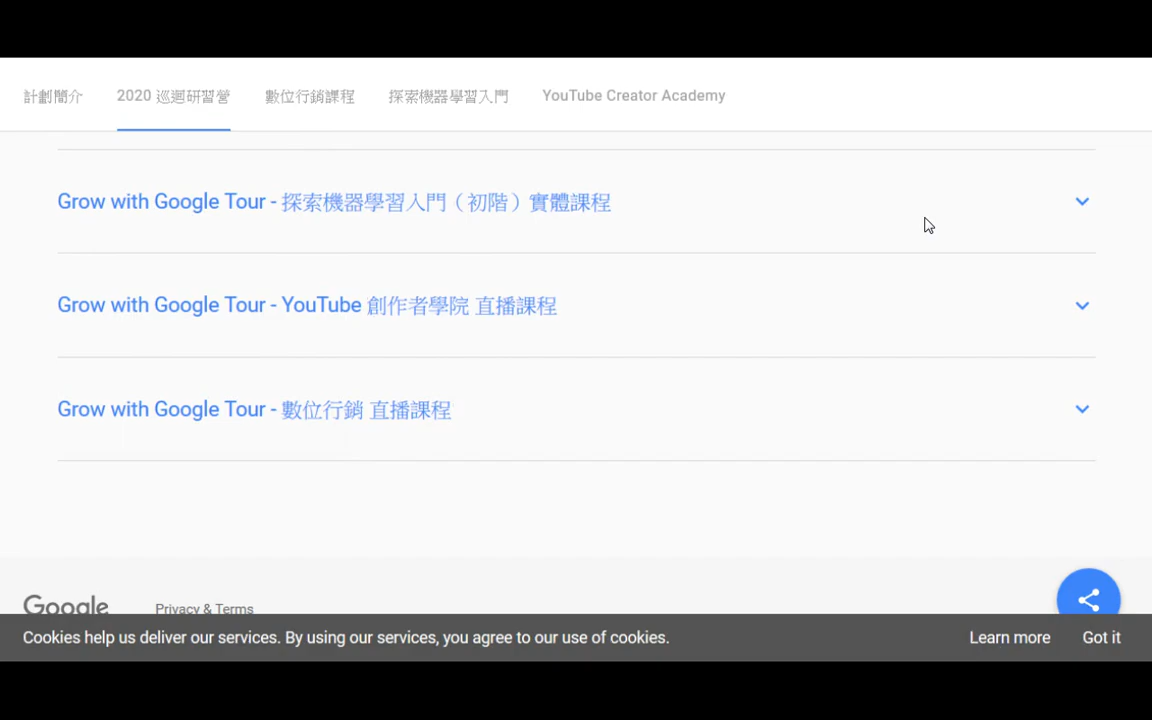 計劃簡介
2020 巡迴研習營
數位行銷課程
探索機器學習入門
YouTube Creator Academy
Grow with Google Tour - 探索機器學習入門（初階）實體課程
Grow with Google Tour - YouTube 創作者學院 直播課程
Grow with Google Tour - 數位行銷 直播課程
Google
Privacy & Terms
Cookies help us deliver our services. By using our services, you agree to our use of cookies.
Learn more
Got it